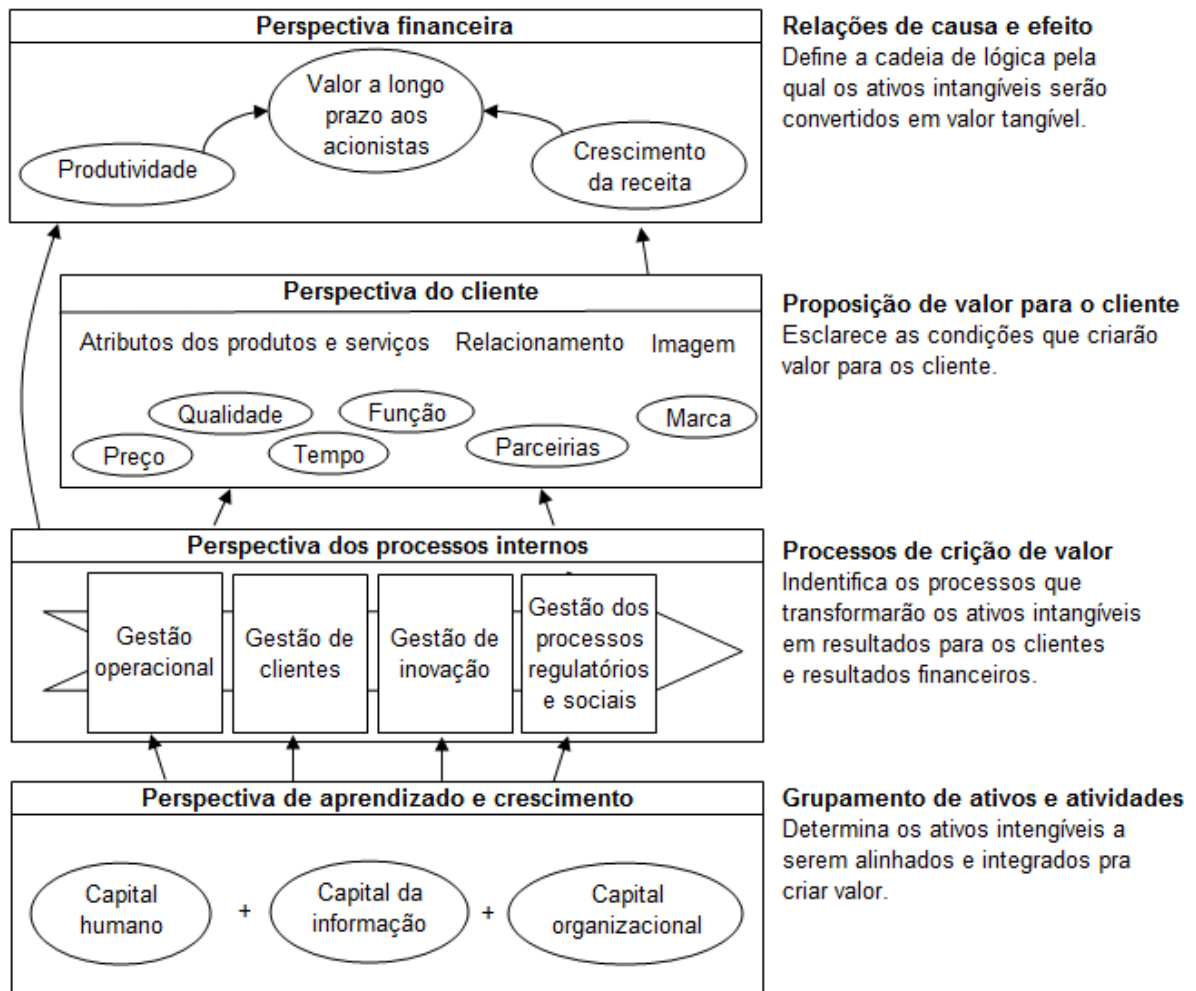 Perspectiva financeira
Valor a longo
prazo aos
acionistas
Produtividade
Crescimento
da receita
Relações de causa e efeito
Define a cadeia de lógica pela
qual os ativos intangíveis serão
convertidos em valor tangível.
Perspectiva do cliente
Atributos dos produtos e serviços Relacionamento Imagem
Qualidade
Função
Marca
Preço
Tempo
Parceirias
Proposição de valor para o cliente
Esclarece as condições que criarão
valor para os cliente.
Perspectiva dos processos internos
Gestão
operacional
Gestão de
clientes
Gestão de
inovação
Gestão dos
processos
regulatórios
e sociais
Processos de crição de valor
Indentifica os processos que
transformarão os ativos intangíveis
em resultados para os clientes
e resultados financeiros.
Perspectiva de aprendizado e crescimento
Capital
humano
+
Capital da
informação
+
Capital
organizacional
Grupamento de ativos e atividades
Determina os ativos intengíveis a
serem alinhados e integrados pra
criar valor.